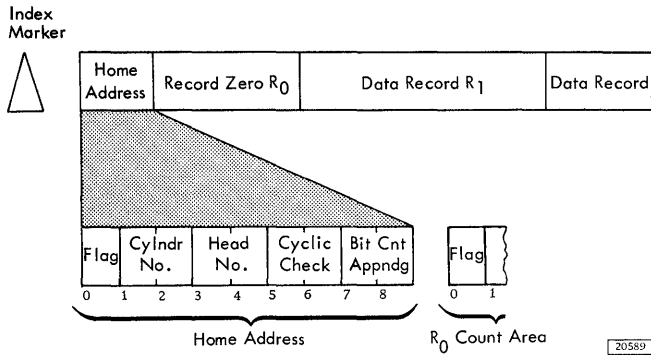 Index
Marker
Home
Address
Record Zero R0
Data Record R1
Data Record
Flag
Cylndr
No.
Head
No.
Cyclic
Check
Bit Cnt
Appndg
Flag
0 1 2 3 4 5 6 7 8
0 1
Home Address
R0 Count Area
20589